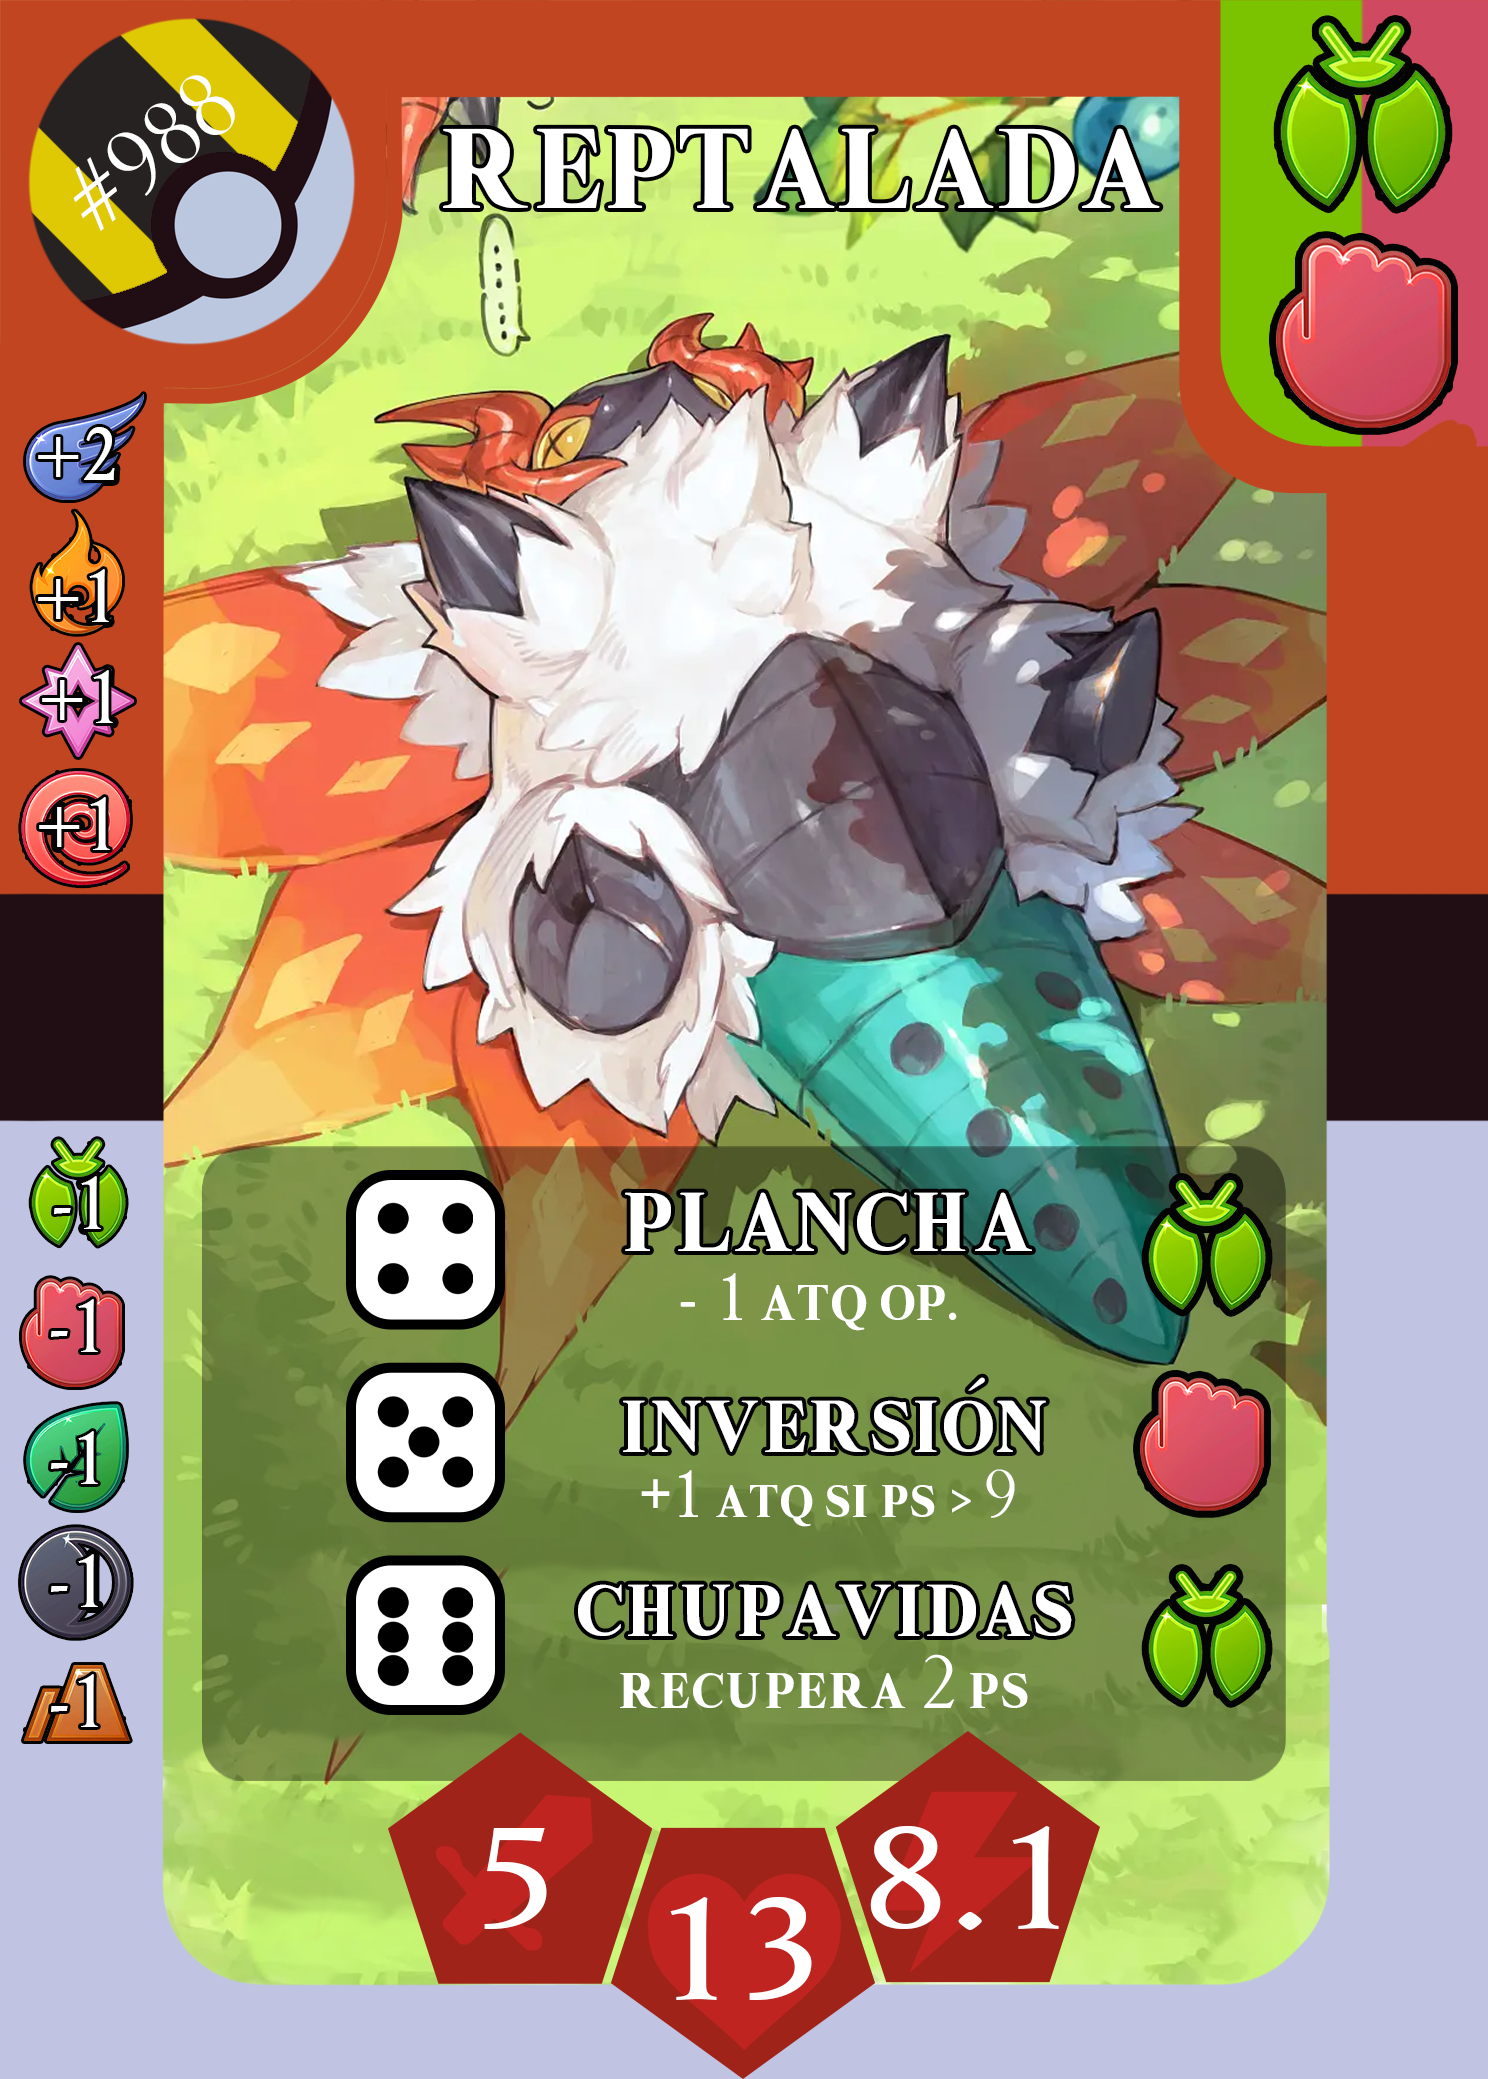 #988
REPTALADA
+2
+1
+1
+1
-1
-1
-1
-1
-1
PLANCHA
- 1 ATQ OP.
INVERSIÓN
+1 ATQ SI PS > 9
CHUPAVIDAS
RECUPERA 2 PS
5
13
8.1